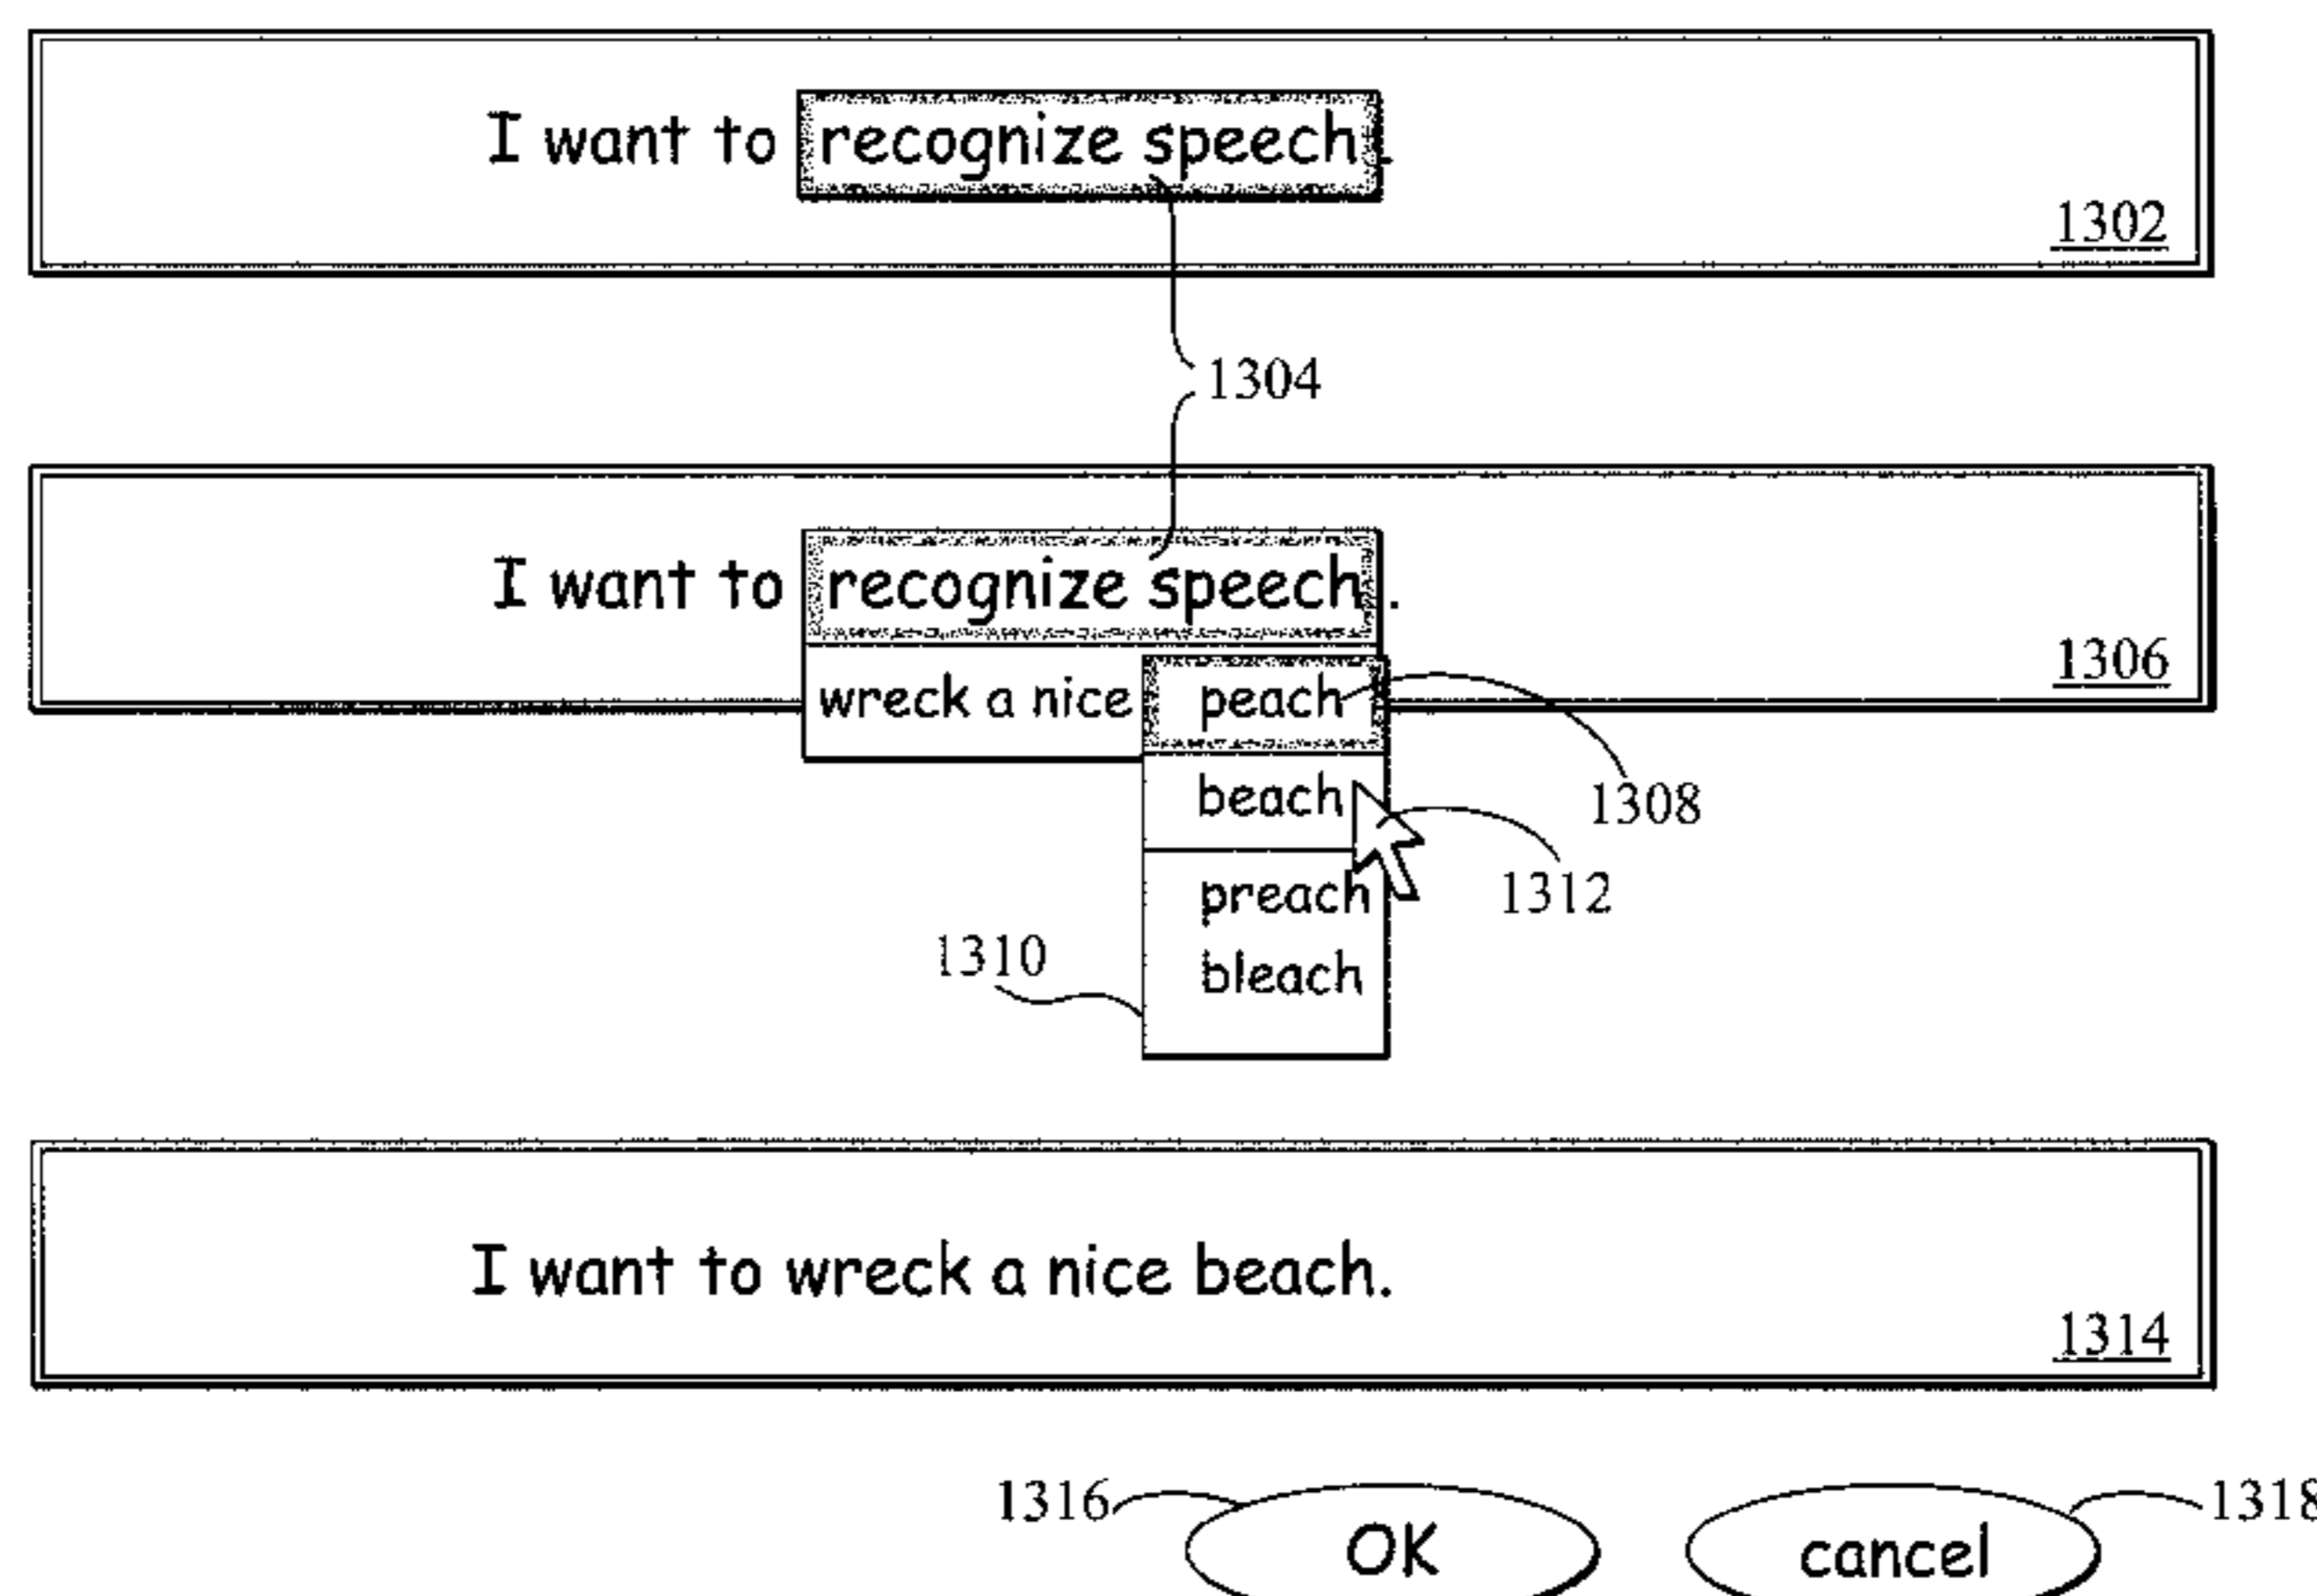 I want to recognize speech.
1302
1304
I want to recognize speech.
1306
wreck a nice peach
beach
1308
1312
preach
1310
bleach
I want to wreck a nice beach.
1314
1316
OK
cancel
1318